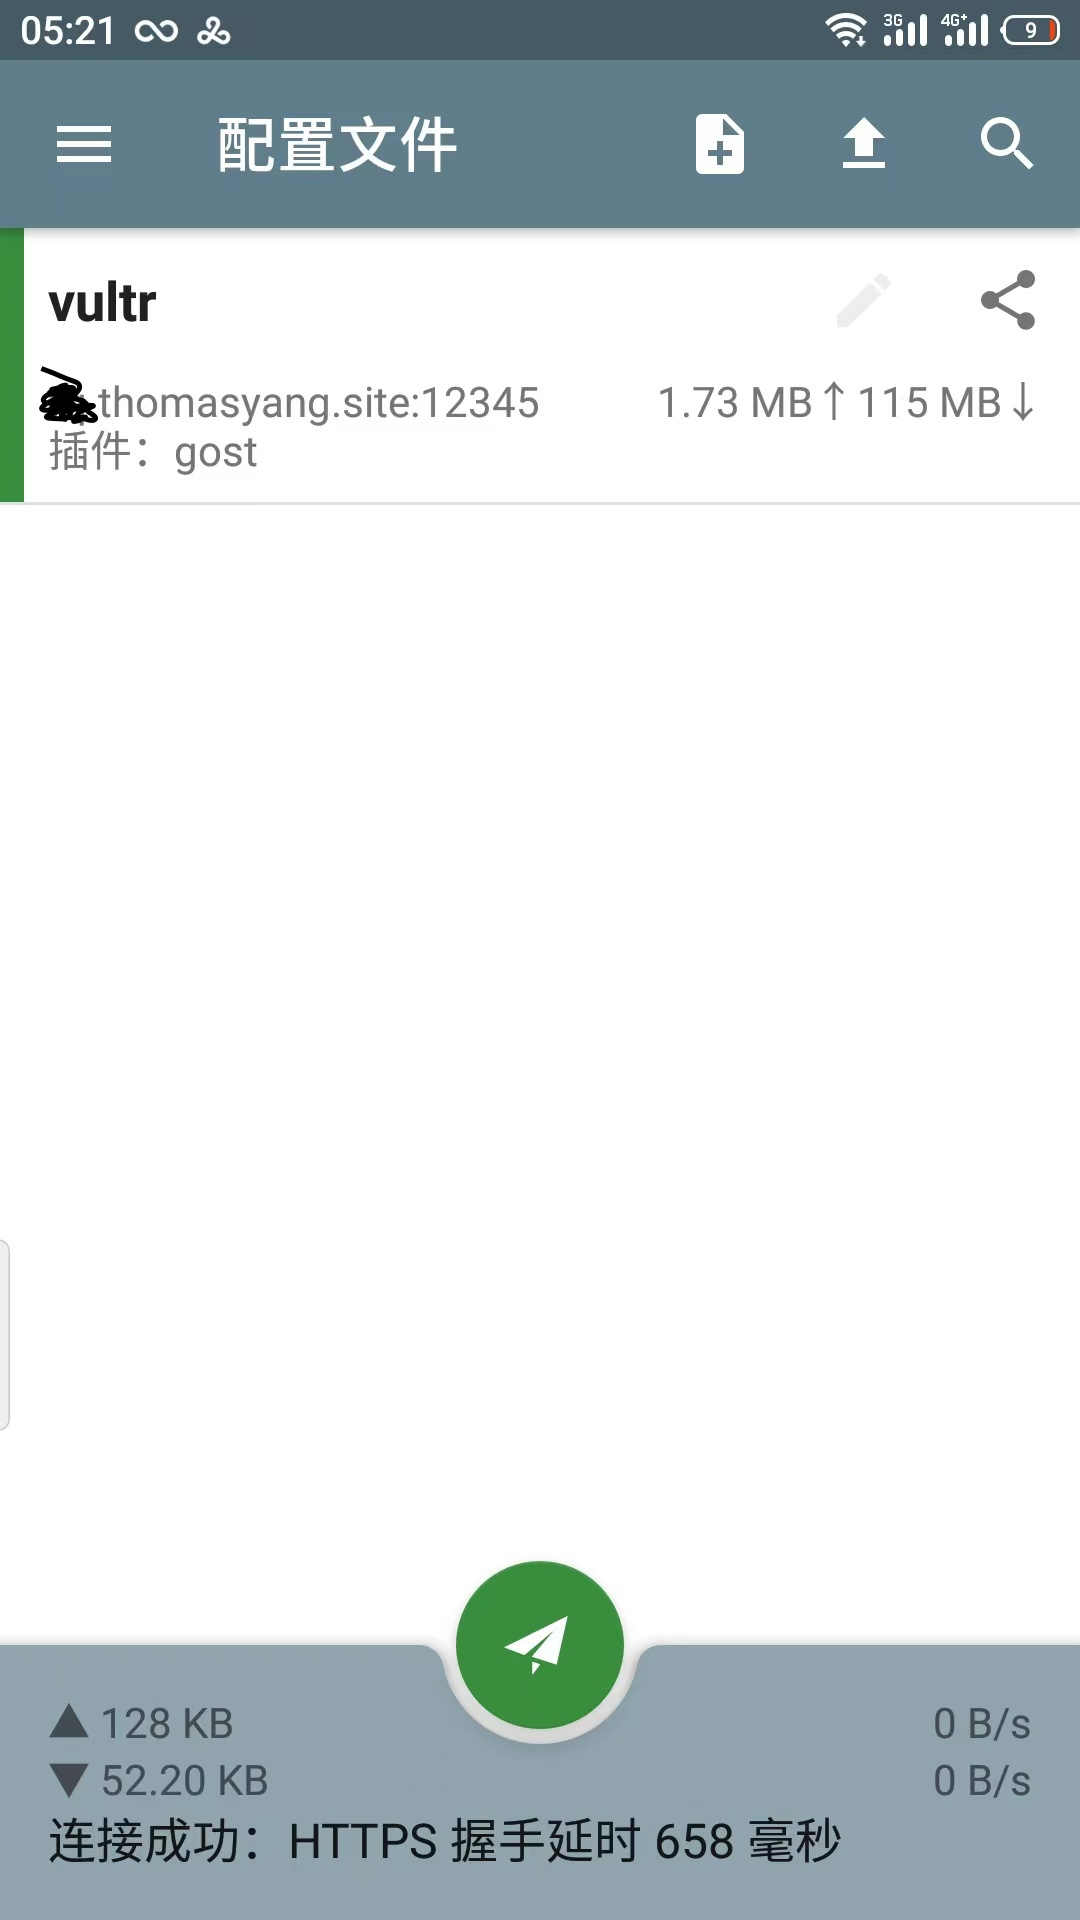 05:21 3G 4G+ 9
配置文件
vultr
thomasyang.site:12345 1.73 MB↑ 115 MB↓
插件：gost
▲ 128 KB 0 B/s
▼ 52.20 KB 0 B/s
连接成功：HTTPS 握手延时 658 毫秒